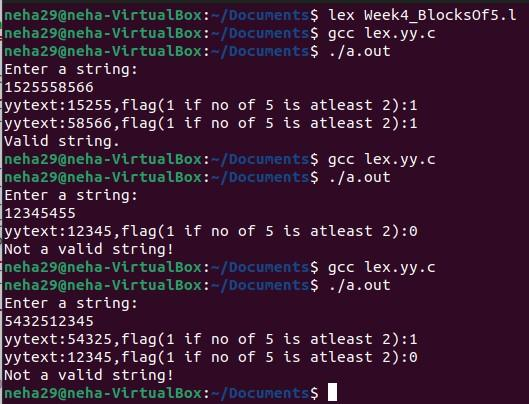 neha29@neha-VirtualBox:~/Documents$ lex Week4_BlocksOf5.l
neha29@neha-VirtualBox:~/Documents$ gcc lex.yy.c
neha29@neha-VirtualBox:~/Documents$ ./a.out
Enter a string:
1525558566
yytext:15255,flag(1 if no of 5 is atleast 2):1
yytext:58566,flag(1 if no of 5 is atleast 2):1
Valid string.
neha29@neha-VirtualBox:~/Documents$ gcc lex.yy.c
neha29@neha-VirtualBox:~/Documents$ ./a.out
Enter a string:
12345455
yytext:12345,flag(1 if no of 5 is atleast 2):0
Not a valid string!
neha29@neha-VirtualBox:~/Documents$ gcc lex.yy.c
neha29@neha-VirtualBox:~/Documents$ ./a.out
Enter a string:
5432512345
yytext:54325,flag(1 if no of 5 is atleast 2):1
yytext:12345,flag(1 if no of 5 is atleast 2):0
Not a valid string!
neha29@neha-VirtualBox:~/Documents$